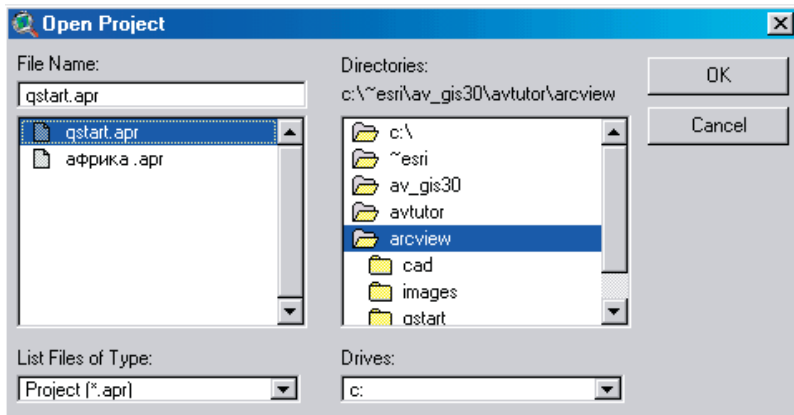 Open Project
File Name:
qstart.apr
qstart.apr
африка .apr
List Files of Type:
Project (*.apr)
Directories:
c:\~esri\av_gis30\avtutor\arcview
c:\
~esri
av_gis30
avtutor
arcview
cad
images
qstart
Drives:
c:
OK
Cancel